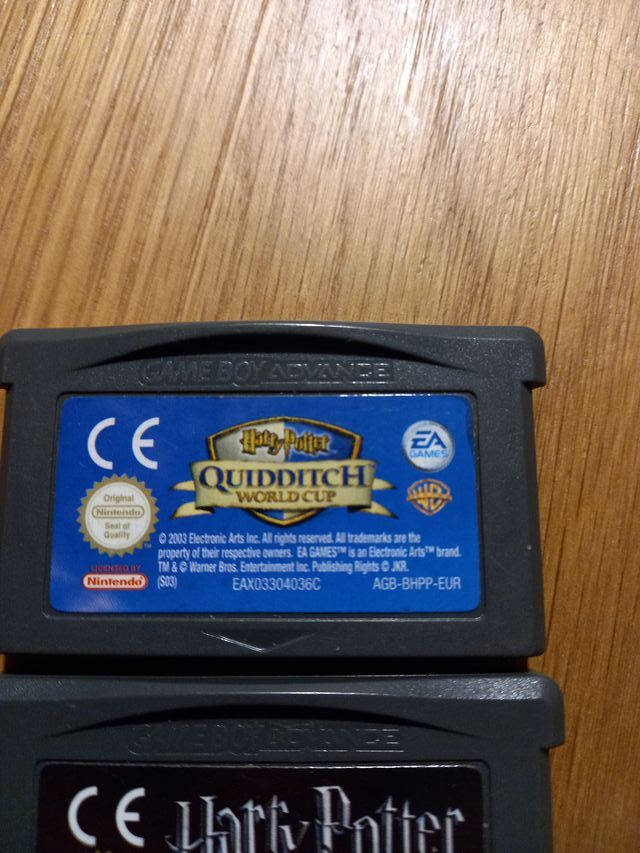 GAME BOY ADVANCE
CE
Harry Potter
QUIDDITCH
WORLD CUP
EA
GAMES
WB
Original
Nintendo
Seal of
Quality
TM
© 2003 Electronic Arts Inc. All rights reserved. All trademarks are the
property of their respective owners. EA GAMES™ is an Electronic Arts™ brand.
TM & © Warner Bros. Entertainment Inc. Publishing Rights © JKR.
LICENSED BY
Nintendo
(S03)
EAX03304036C
AGB-BHPP-EUR
GAME BOY ADVANCE
CE
Harry Potter